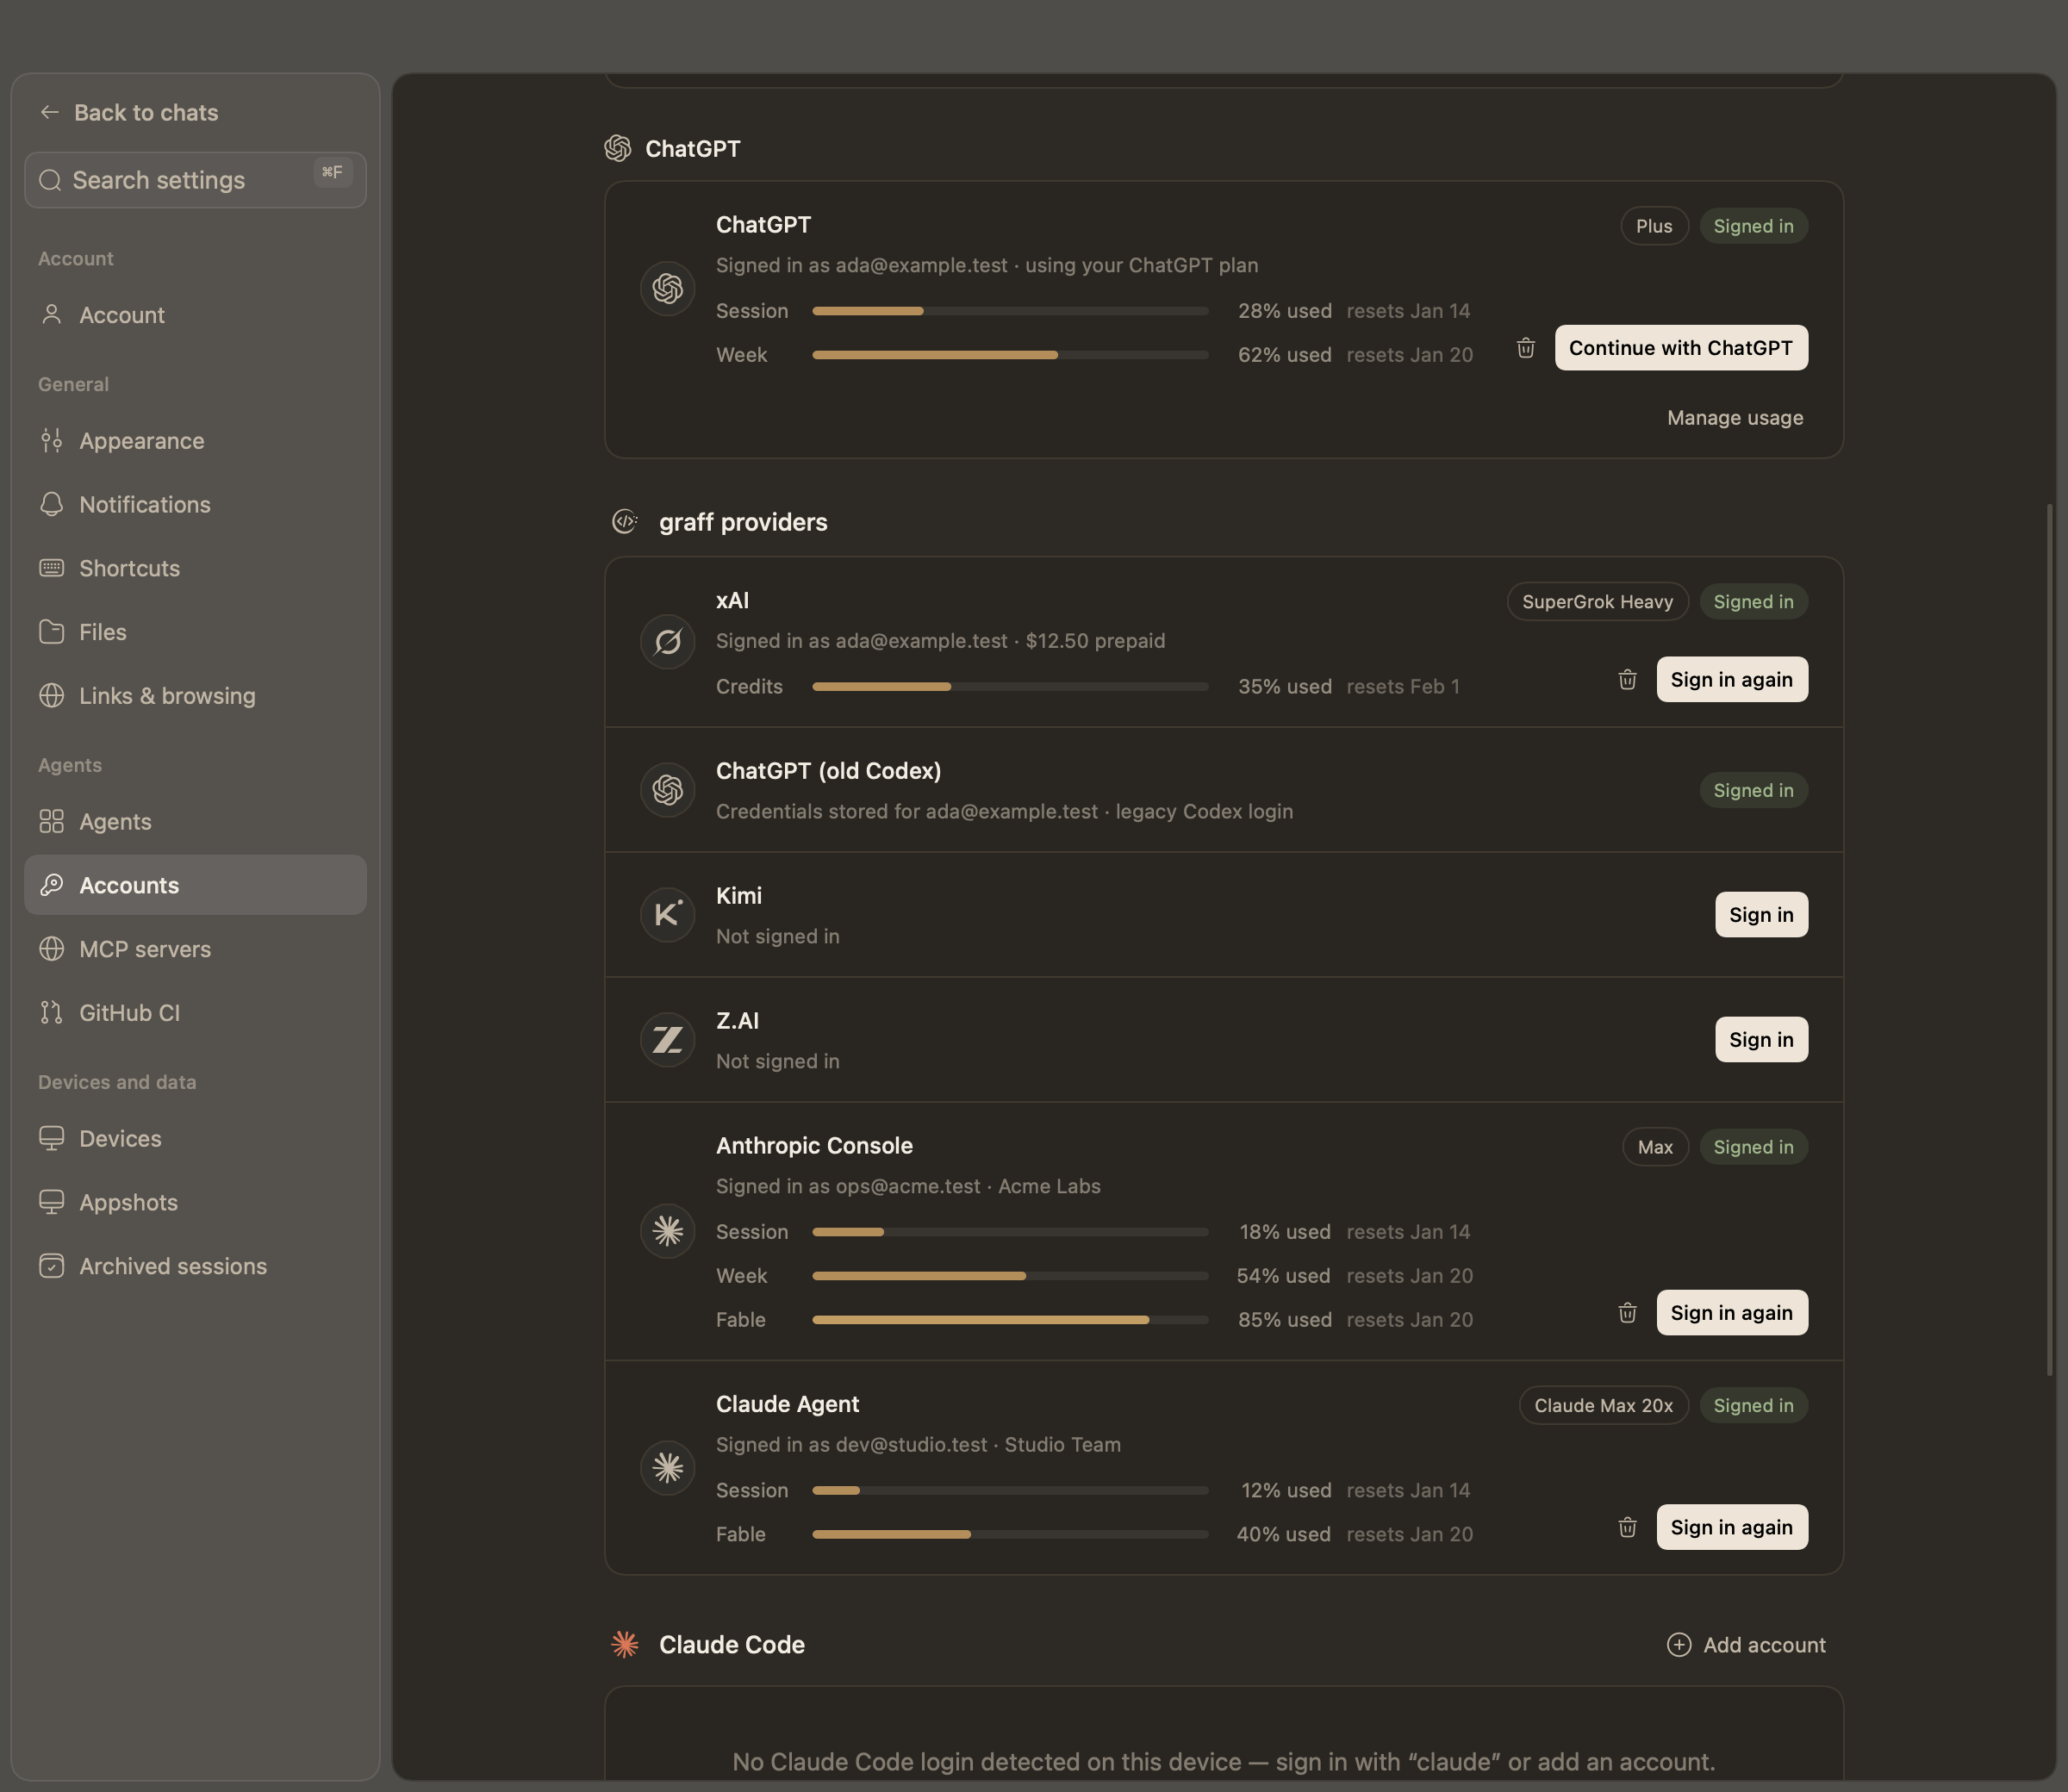 Back to chats
Search settings
⌘F
Account
Account
General
Appearance
Notifications
Shortcuts
Files
Links & browsing
Agents
Agents
Accounts
MCP servers
GitHub CI
Devices and data
Devices
Appshots
Archived sessions
ChatGPT
ChatGPT
Plus
Signed in
Signed in as ada@example.test · using your ChatGPT plan
Session 28% used resets Jan 14
Week 62% used resets Jan 20
Continue with ChatGPT
Manage usage
graff providers
xAI
SuperGrok Heavy
Signed in
Signed in as ada@example.test · $12.50 prepaid
Credits 35% used resets Feb 1
Sign in again
ChatGPT (old Codex)
Signed in
Credentials stored for ada@example.test · legacy Codex login
Kimi
Not signed in
Sign in
Z.AI
Not signed in
Sign in
Anthropic Console
Max
Signed in
Signed in as ops@acme.test · Acme Labs
Session 18% used resets Jan 14
Week 54% used resets Jan 20
Fable 85% used resets Jan 20
Sign in again
Claude Agent
Claude Max 20x
Signed in
Signed in as dev@studio.test · Studio Team
Session 12% used resets Jan 14
Fable 40% used resets Jan 20
Sign in again
Claude Code
Add account
No Claude Code login detected on this device — sign in with “claude” or add an account.